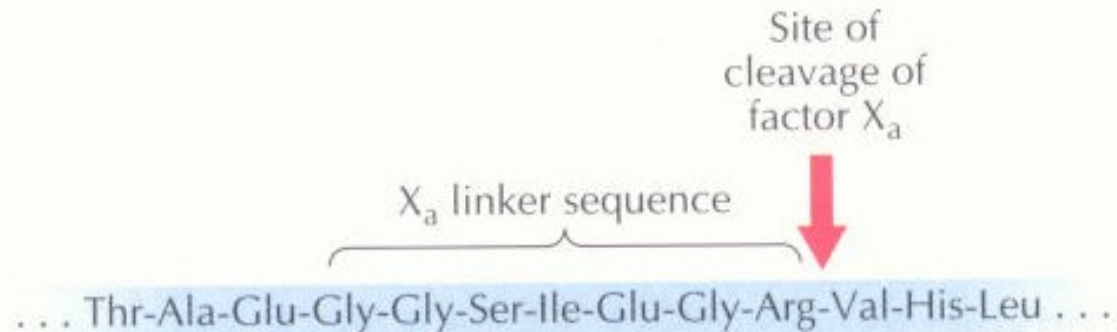 Site of
cleavage of
factor Xₐ
Xₐ linker sequence
. . . Thr-Ala-Glu-Gly-Gly-Ser-Ile-Glu-Gly-Arg-Val-His-Leu . . .